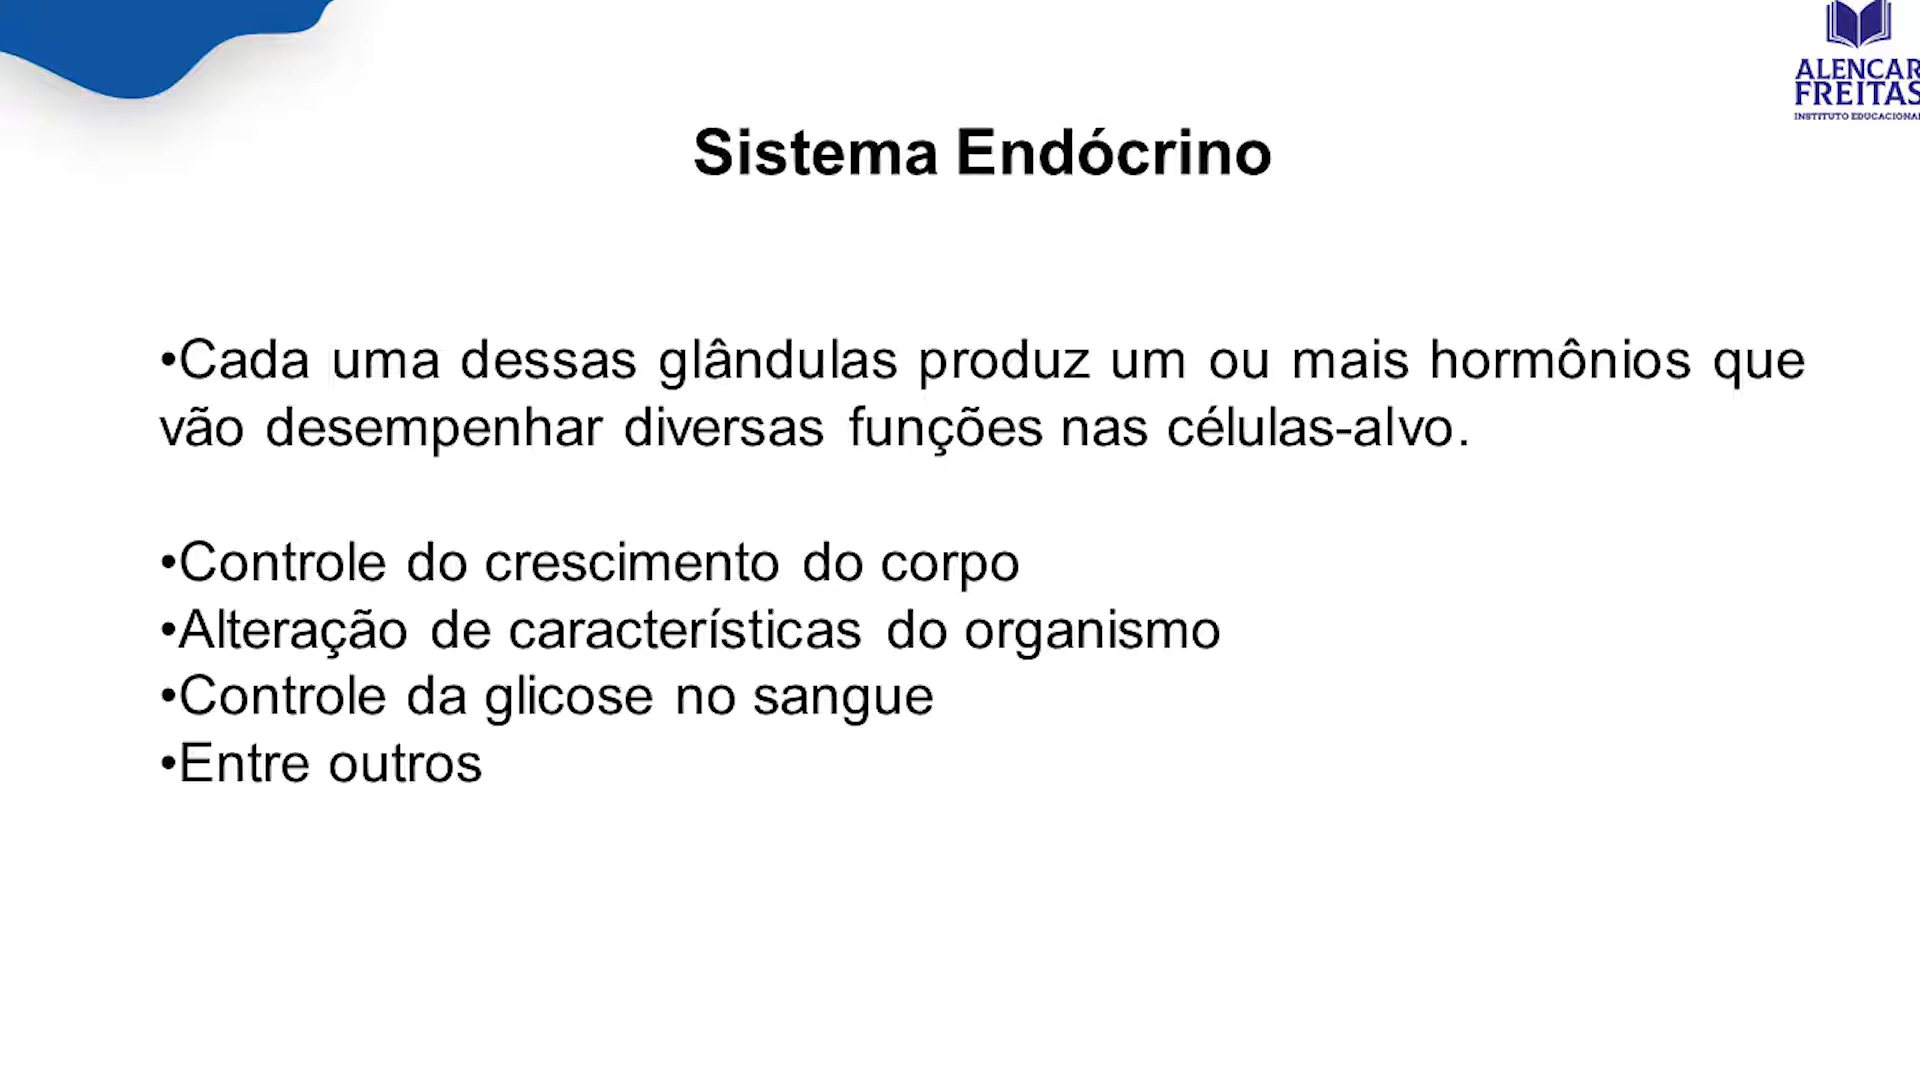 ALENCAR
FREITAS
INSTITUTO EDUCACIONAL
Sistema Endócrino
•Cada uma dessas glândulas produz um ou mais hormônios que
vão desempenhar diversas funções nas células-alvo.
•Controle do crescimento do corpo
•Alteração de características do organismo
•Controle da glicose no sangue
•Entre outros